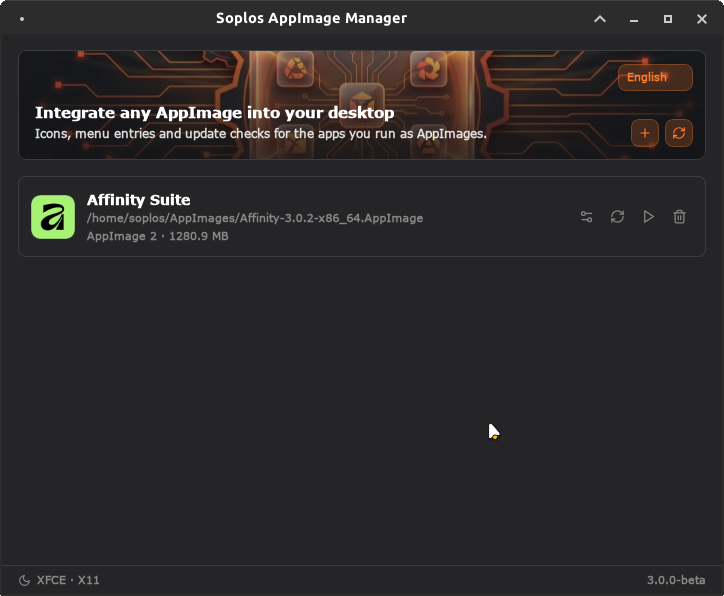 Soplos AppImage Manager
English
Integrate any AppImage into your desktop
Icons, menu entries and update checks for the apps you run as AppImages.
Affinity Suite
/home/soplos/AppImages/Affinity-3.0.2-x86_64.AppImage
AppImage 2 · 1280.9 MB
XFCE · X11
3.0.0-beta